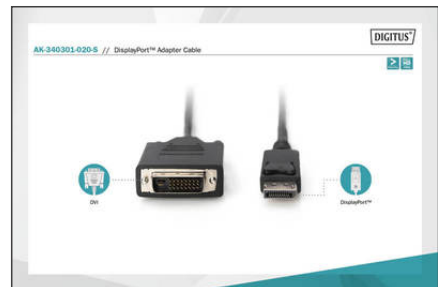 DIGITUS®
AK-340301-020-S // DisplayPort™ Adapter Cable
DVI
DisplayPort™